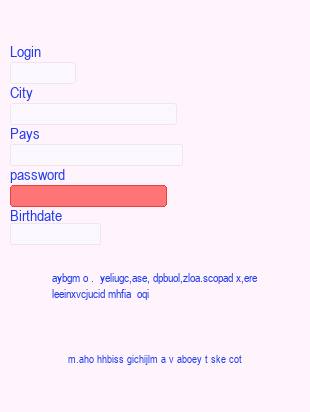 Login
City
Pays
password
Birthdate
aybgm o .  yeliugc,ase, dpbuol,zloa.scopad x,ere
leeinxvcjucid mhfia  oqi
m.aho hhbiss gichijlm a v aboey t ske cot